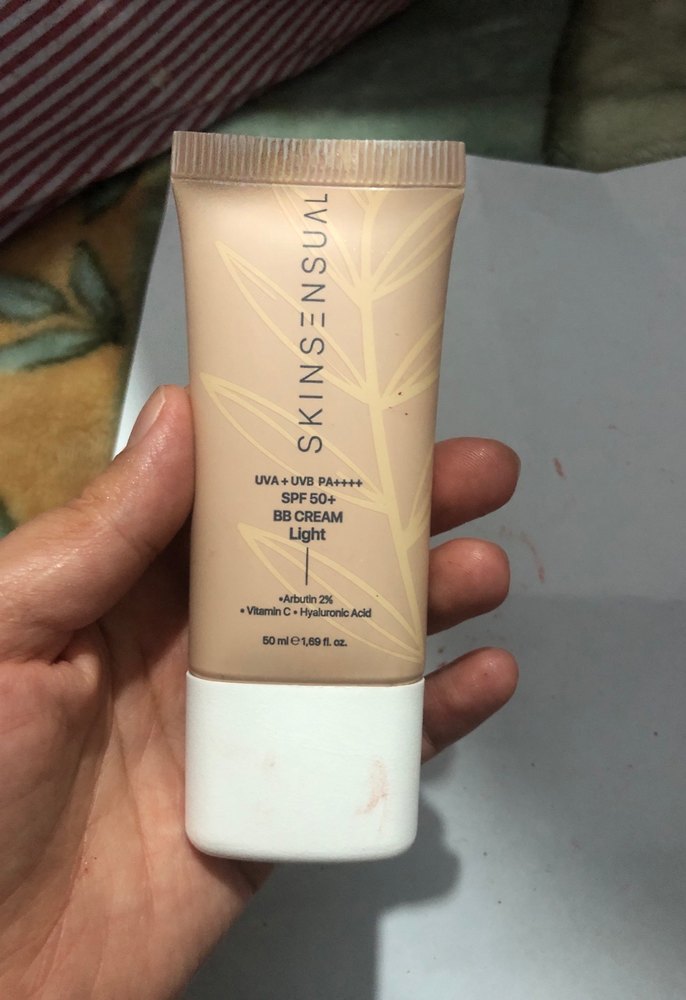 SKINSENSUAL
UVA + UVB PA++++
SPF 50+
BB CREAM
Light
•Arbutin 2%
• Vitamin C • Hyaluronic Acid
50 ml ℮ 1,69 fl. oz.